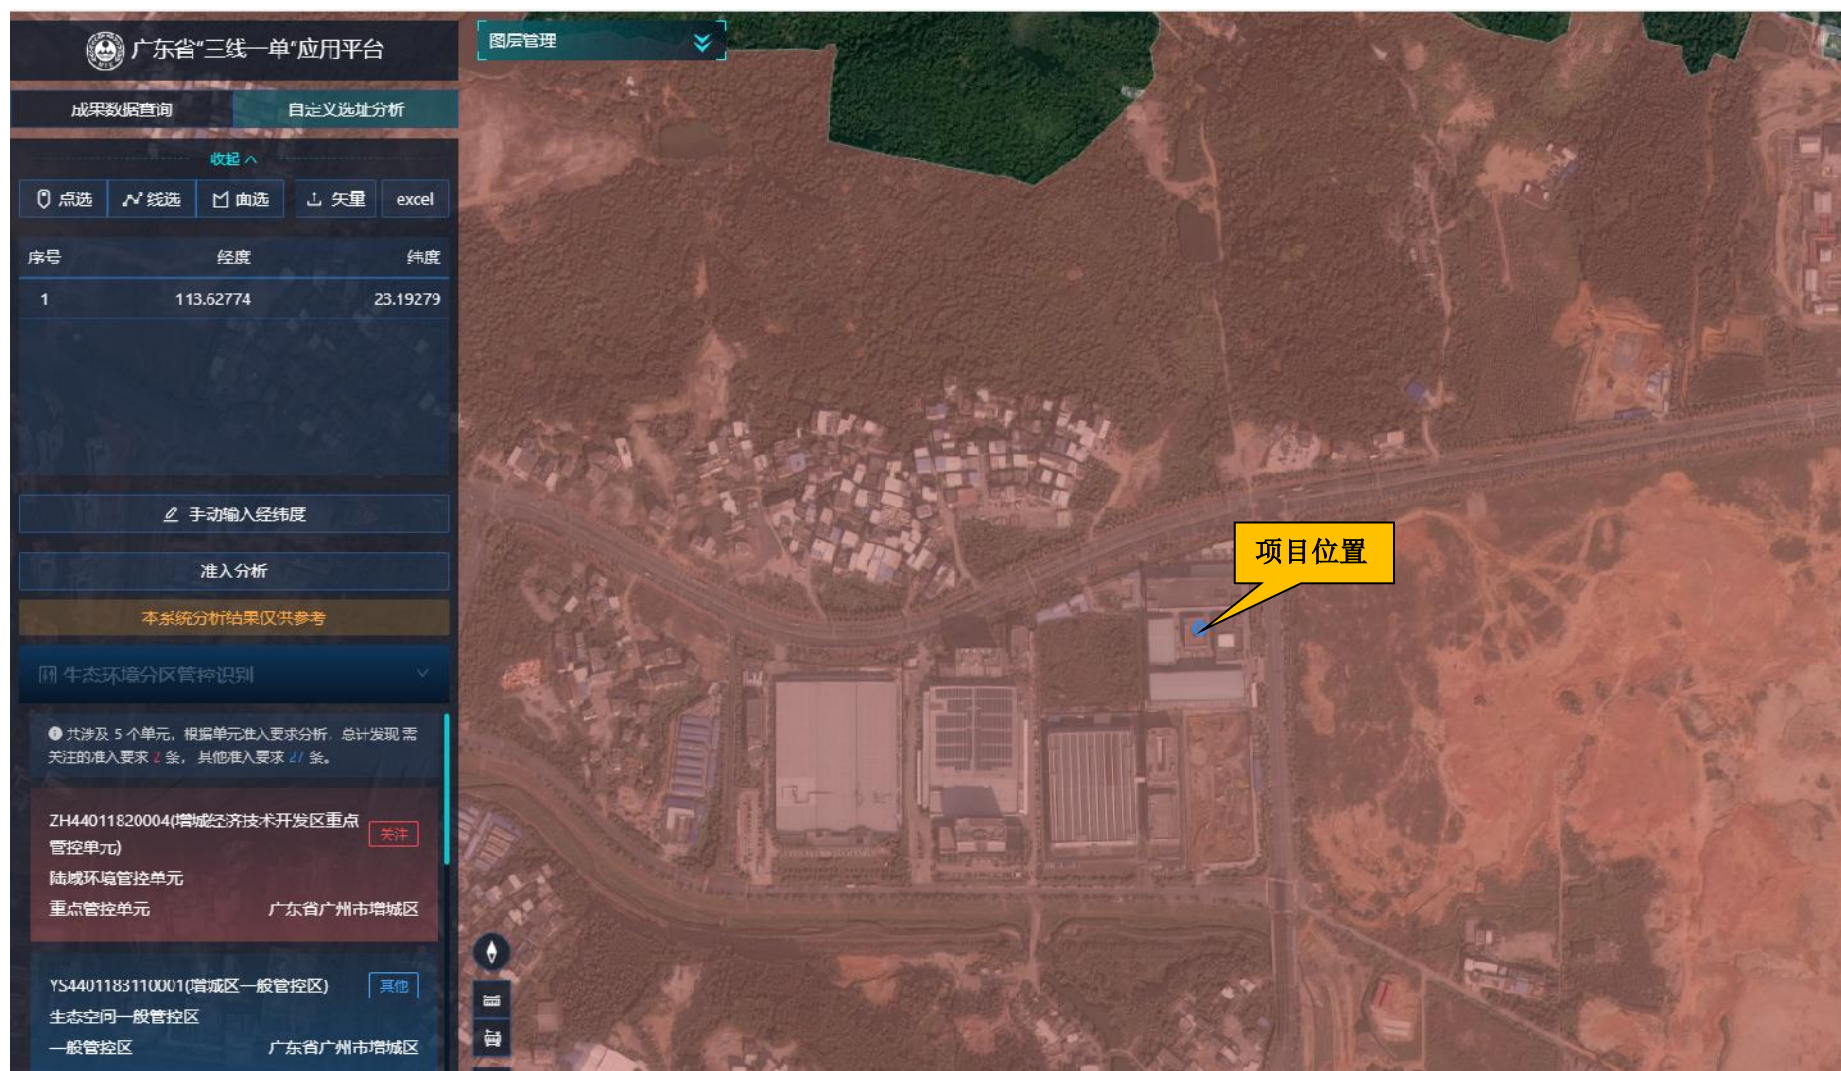 广东省“三线一单”应用平台
成果数据查询
自定义选址分析
收起
点选
线选
面选
矢量
excel
序号 经度 纬度
1 113.62774 23.19279
手动输入经纬度
准入分析
本系统分析结果仅供参考
生态环境分区管控识别
共涉及 5 个单元，根据单元准入要求分析，总计发现需
关注的准入要求 2 条， 其他准入要求 27 条。
ZH44011820004(增城经济技术开发区重点
管控单元)
关注
陆域环境管控单元
重点管控单元 广东省广州市增城区
YS4401183110001(增城区一般管控区)
其他
生态空间一般管控区
一般管控区 广东省广州市增城区
图层管理
项目位置